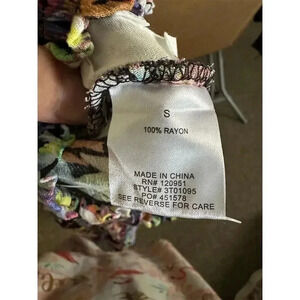 S
100% RAYON
MADE IN CHINA
RN# 120951
STYLE# 3T01095
PO# 451578
SEE REVERSE FOR CARE